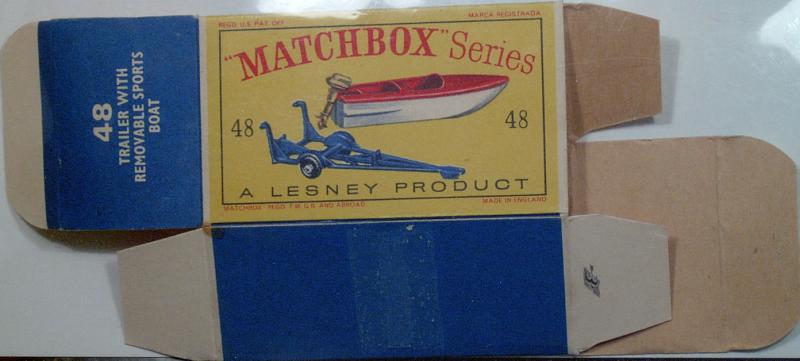 48
TRAILER WITH
REMOVABLE SPORTS
BOAT
REGD U.S. PAT. OFF.
MARCA REGISTRADA
"MATCHBOX" Series
48
48
A LESNEY PRODUCT
MATCHBOX REGD T.M. G.B. AND ABROAD.
MADE IN ENGLAND